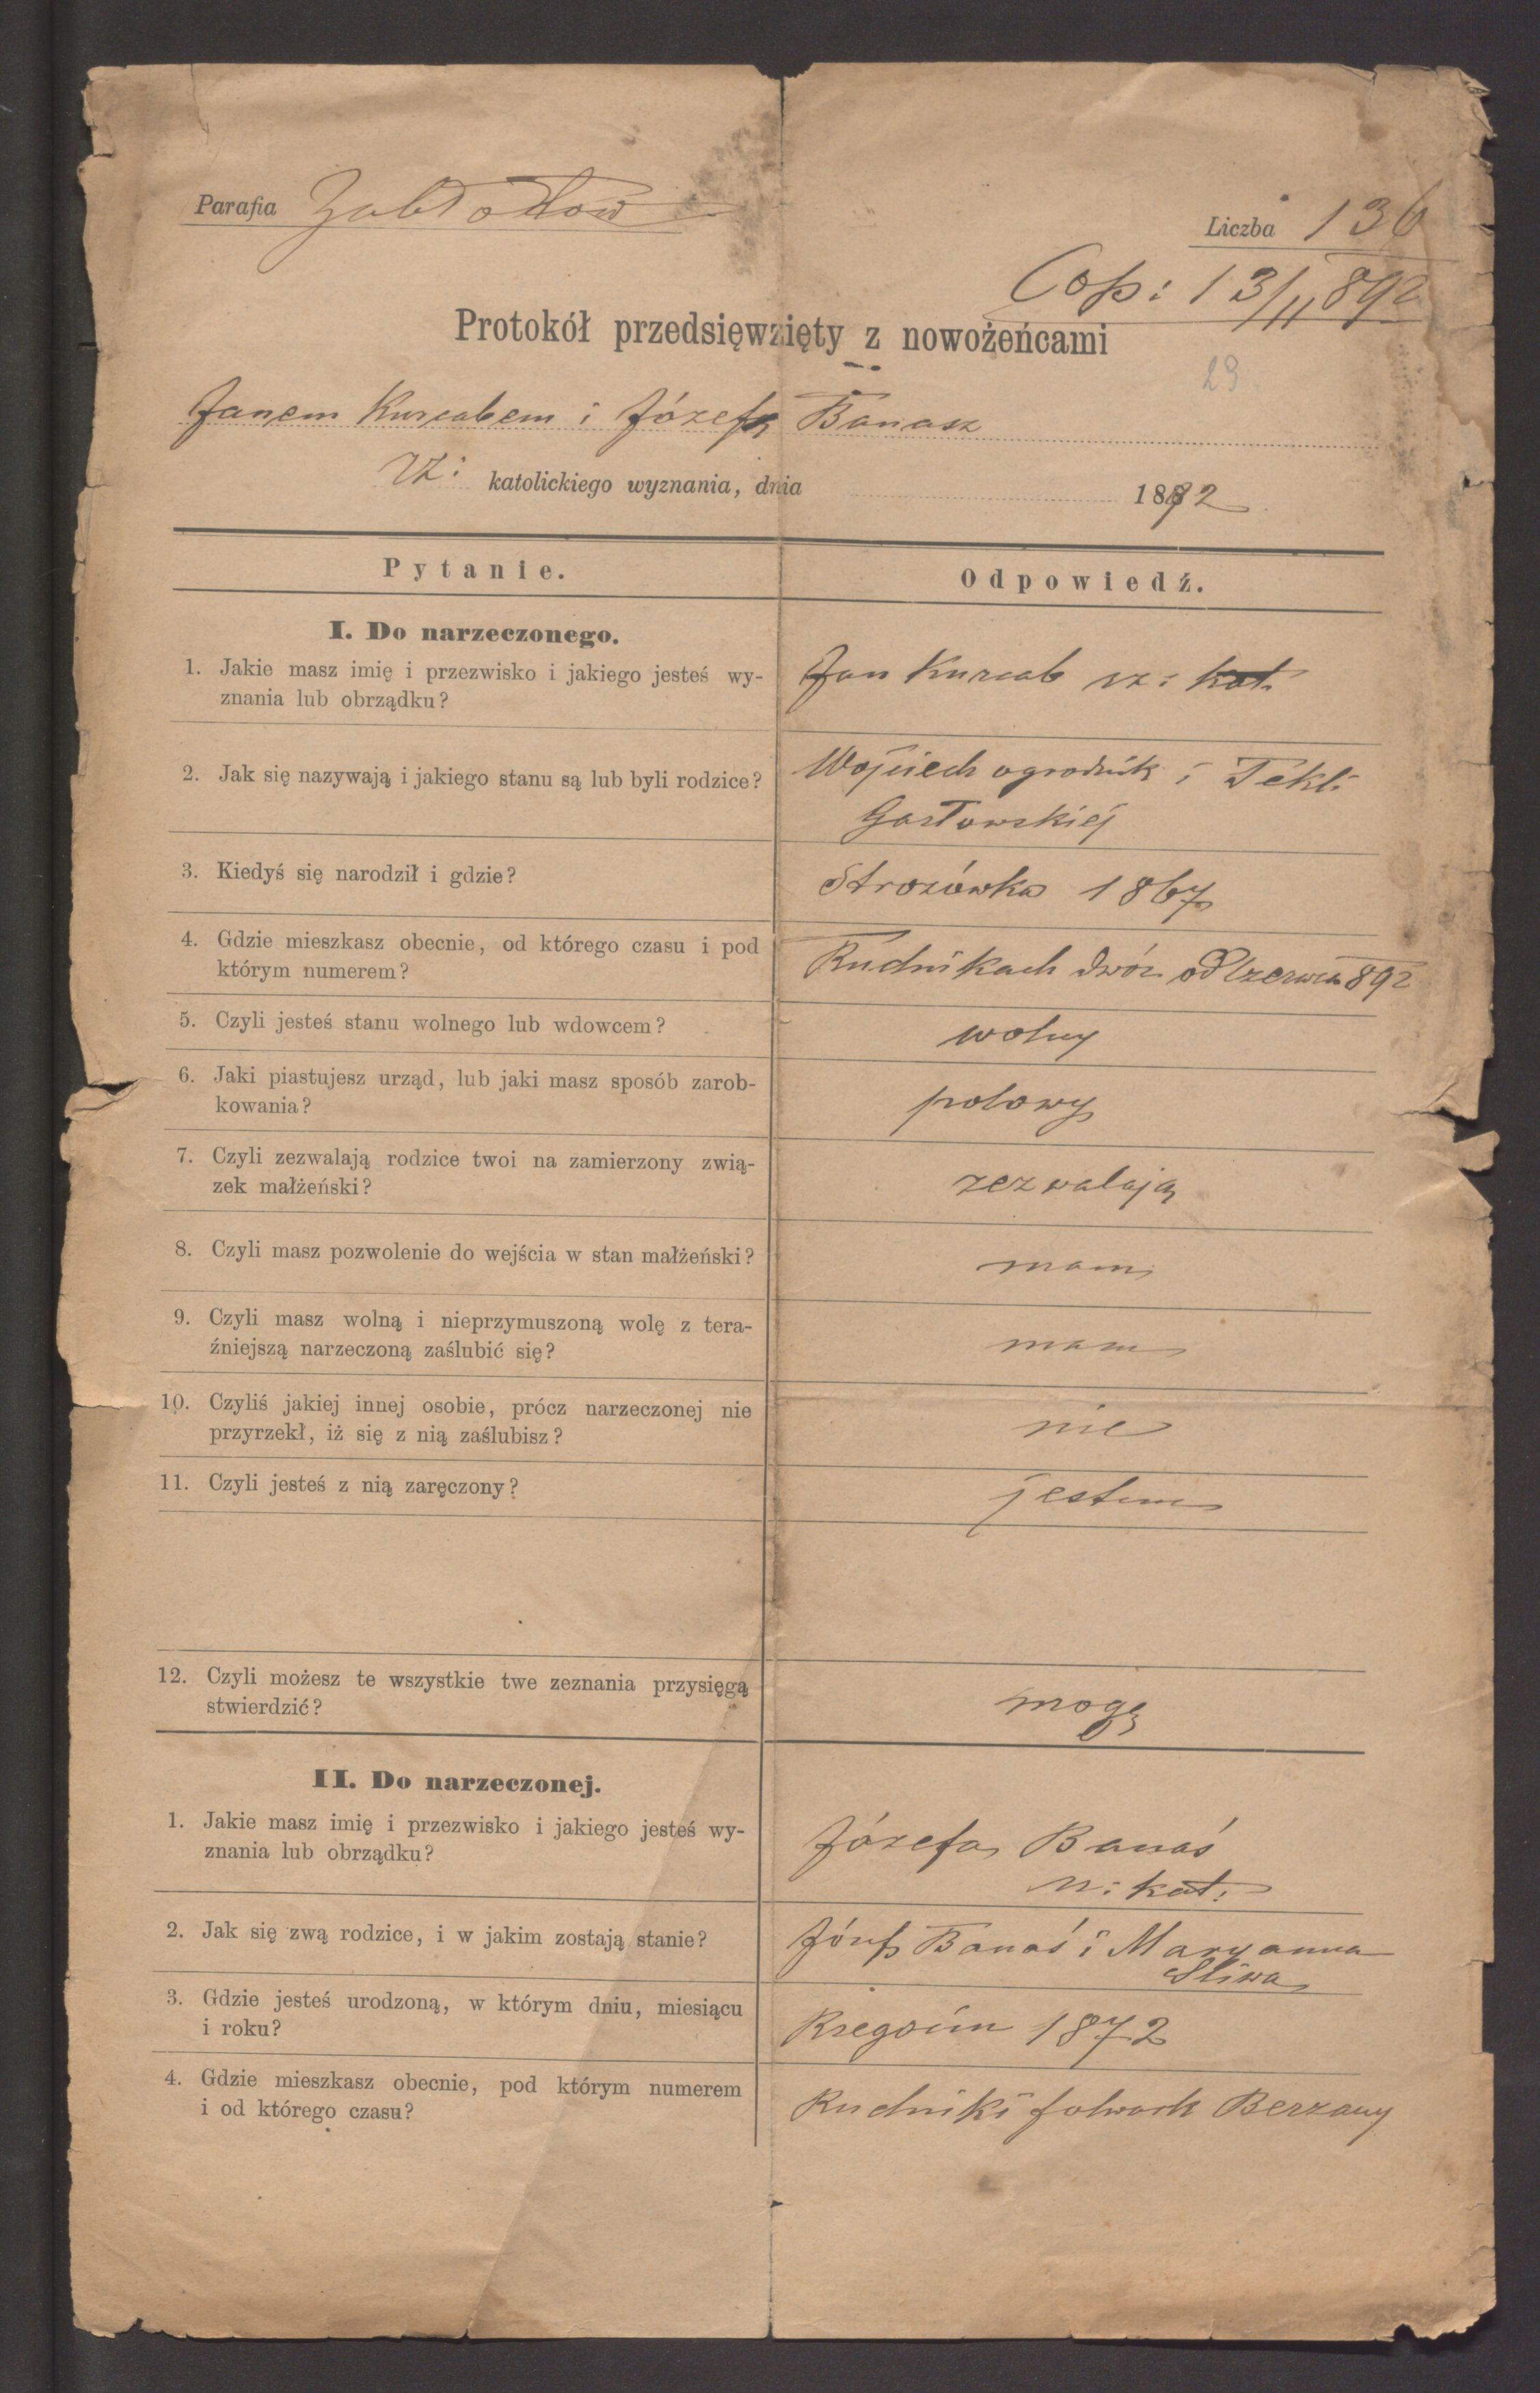 Parafia Zabłotów
Liczba 136
Cop: 13/11 892
Protokół przedsięwzięty z nowożeńcami
29
Janem Kurcabem i Józefą Banasz
rz: katolickiego wyznania, dnia 1892
Pytanie. Odpowiedź.
I. Do narzeczonego.
1. Jakie masz imię i przezwisko i jakiego jesteś wy-
znania lub obrządku?
Jan Kurcab rz: kat.
2. Jak się nazywają i jakiego stanu są lub byli rodzice?
Wojciech ogrodnik i Tekli
3. Kiedyś się narodził i gdzie?
Strozówka 1867
4. Gdzie mieszkasz obecnie, od którego czasu i pod
którym numerem?
Rudnikach dwór od Czerwca 892
5. Czyli jesteś stanu wolnego lub wdowcem?
wolny
6. Jaki piastujesz urząd, lub jaki masz sposób zarob-
kowania?
polowy
7. Czyli zezwalają rodzice twoi na zamierzony zwią-
zek małżeński?
zezwalają
8. Czyli masz pozwolenie do wejścia w stan małżeński?
mam
9. Czyli masz wolną i nieprzymuszoną wolę z tera-
źniejszą narzeczoną zaślubić się?
mam
10. Czyliś jakiej innej osobie, prócz narzeczonej nie
przyrzekł, iż się z nią zaślubisz?
nie
11. Czyli jesteś z nią zaręczony?
jestem
12. Czyli możesz te wszystkie twe zeznania przysięgą
stwierdzić?
mogę
II. Do narzeczonej.
1. Jakie masz imię i przezwisko i jakiego jesteś wy-
znania lub obrządku?
Józefa Banaś
rz: kat:
2. Jak się zwą rodzice, i w jakim zostają stanie?
Józef Banaś i Maryanna
Sliwa
3. Gdzie jesteś urodzoną, w którym dniu, miesiącu
i roku?
1872
4. Gdzie mieszkasz obecnie, pod którym numerem
i od którego czasu?
Rudniki folwark Berzany